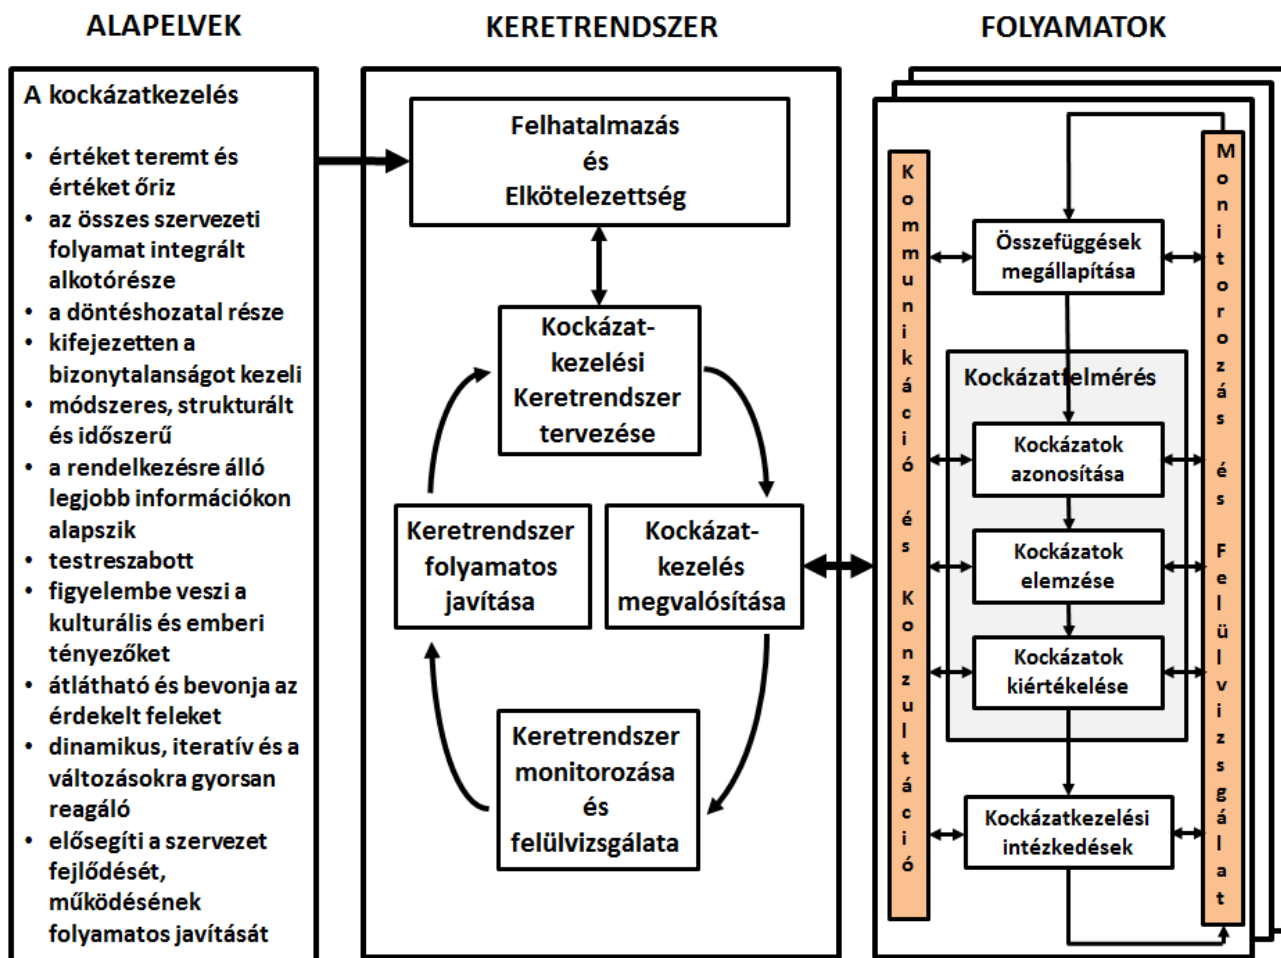 ALAPELVEK
A kockázatkezelés
• értéket teremt és
értéket őriz
• az összes szervezeti
folyamat integrált
alkotórésze
• a döntéshozatal része
• kifejezetten a
bizonytalanságot kezeli
• módszeres, strukturált
és időszerű
• a rendelkezésre álló
legjobb információkon
alapszik
• testreszabott
• figyelembe veszi a
kulturális és emberi
tényezőket
• átlátható és bevonja az
érdekelt feleket
• dinamikus, iteratív és a
változásokra gyorsan
reagáló
• elősegíti a szervezet
fejlődését,
működésének
folyamatos javítását
KERETRENDSZER
Felhatalmazás
és
Elkötelezettség
Kockázat-
kezelési
Keretrendszer
tervezése
Keretrendszer
folyamatos
javítása
Kockázat-
kezelés
megvalósítása
Keretrendszer
monitorozása
és
felülvizsgálata
FOLYAMATOK
Kommunikáció és Konzultáció
Összefüggések
megállapítása
Kockázatfelmérés
Kockázatok
azonosítása
Kockázatok
elemzése
Kockázatok
kiértékelése
Kockázatkezelési
intézkedések
Monitorozás és Felülvizsgálat